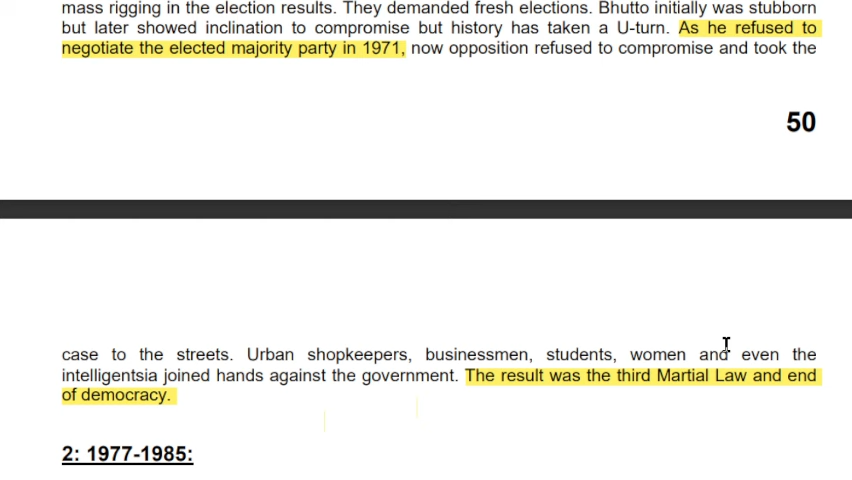 mass rigging in the election results. They demanded fresh elections. Bhutto initially was stubborn
but later showed inclination to compromise but history has taken a U-turn. As he refused to
negotiate the elected majority party in 1971, now opposition refused to compromise and took the
50
case to the streets. Urban shopkeepers, businessmen, students, women and even the
intelligentsia joined hands against the government. The result was the third Martial Law and end
of democracy.
2: 1977-1985: